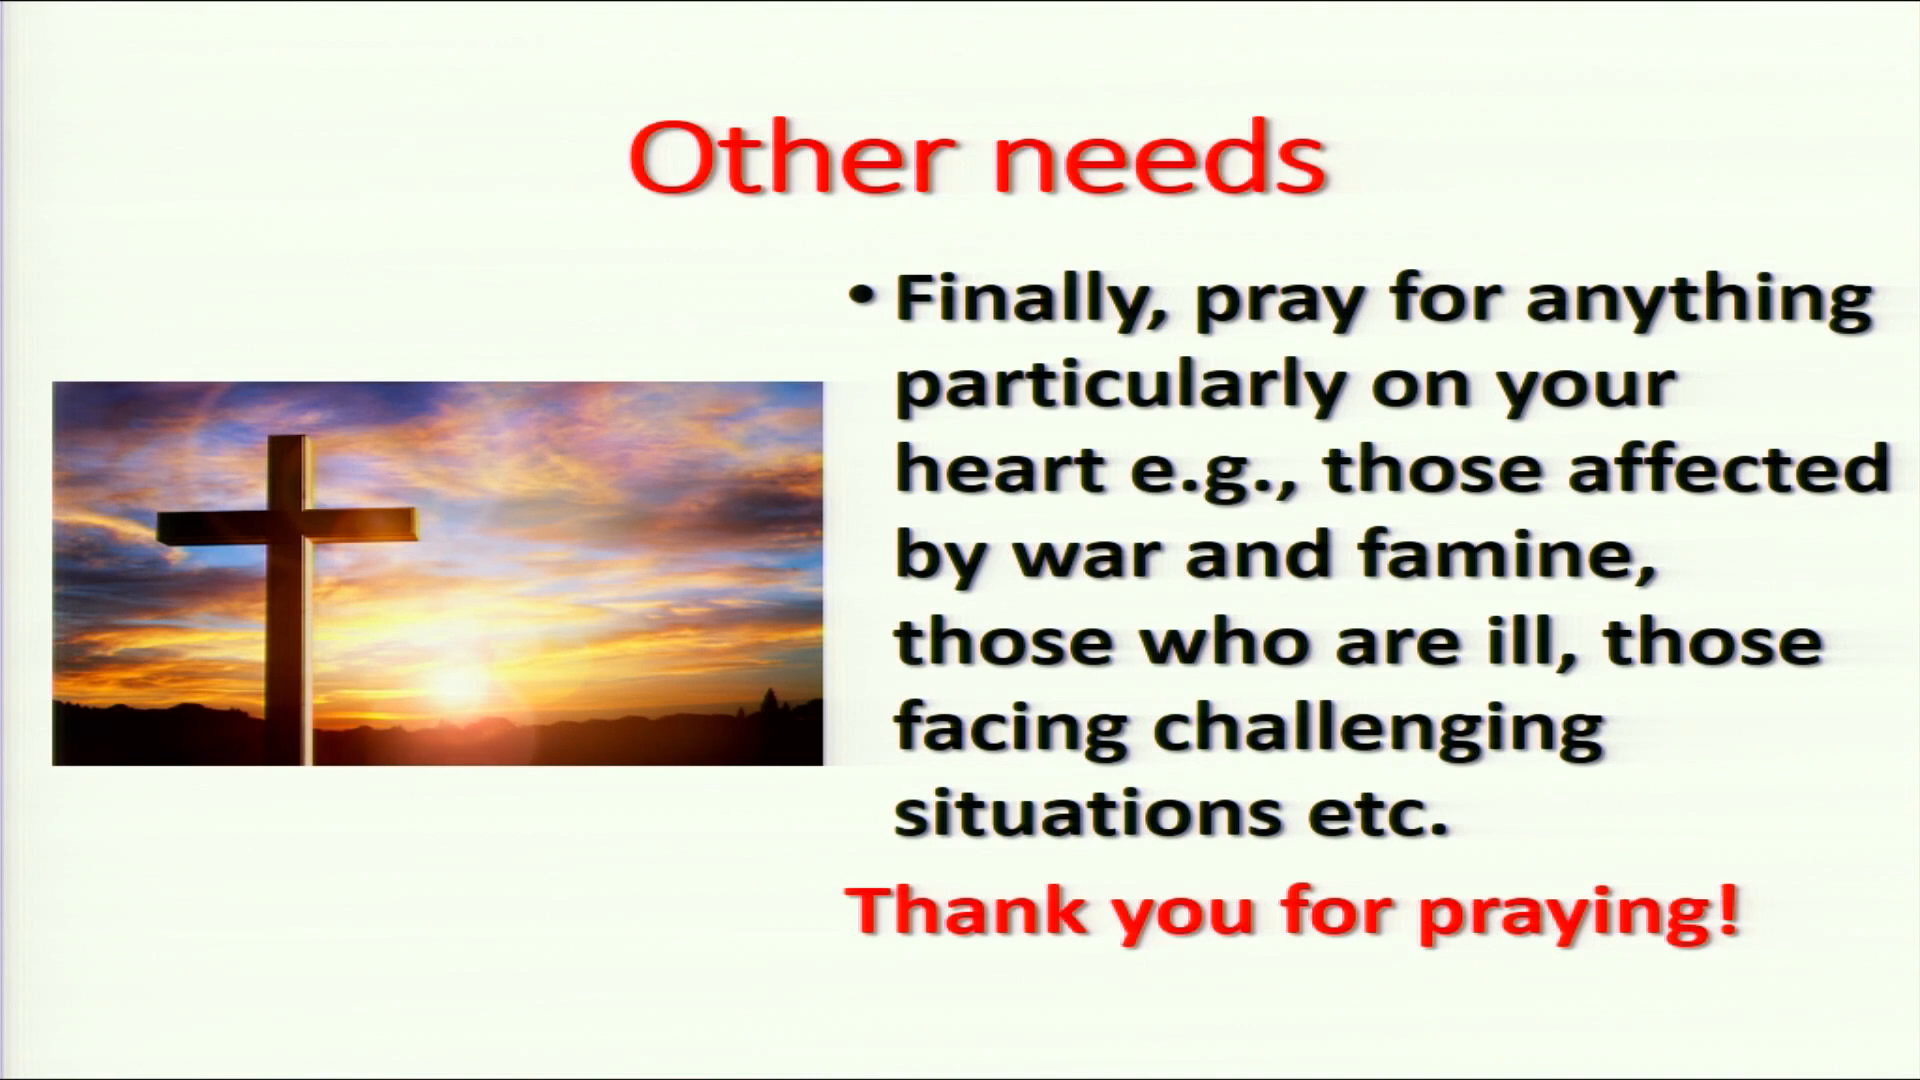 Other needs
• Finally, pray for anything
particularly on your
heart e.g., those affected
by war and famine,
those who are ill, those
facing challenging
situations etc.
Thank you for praying!